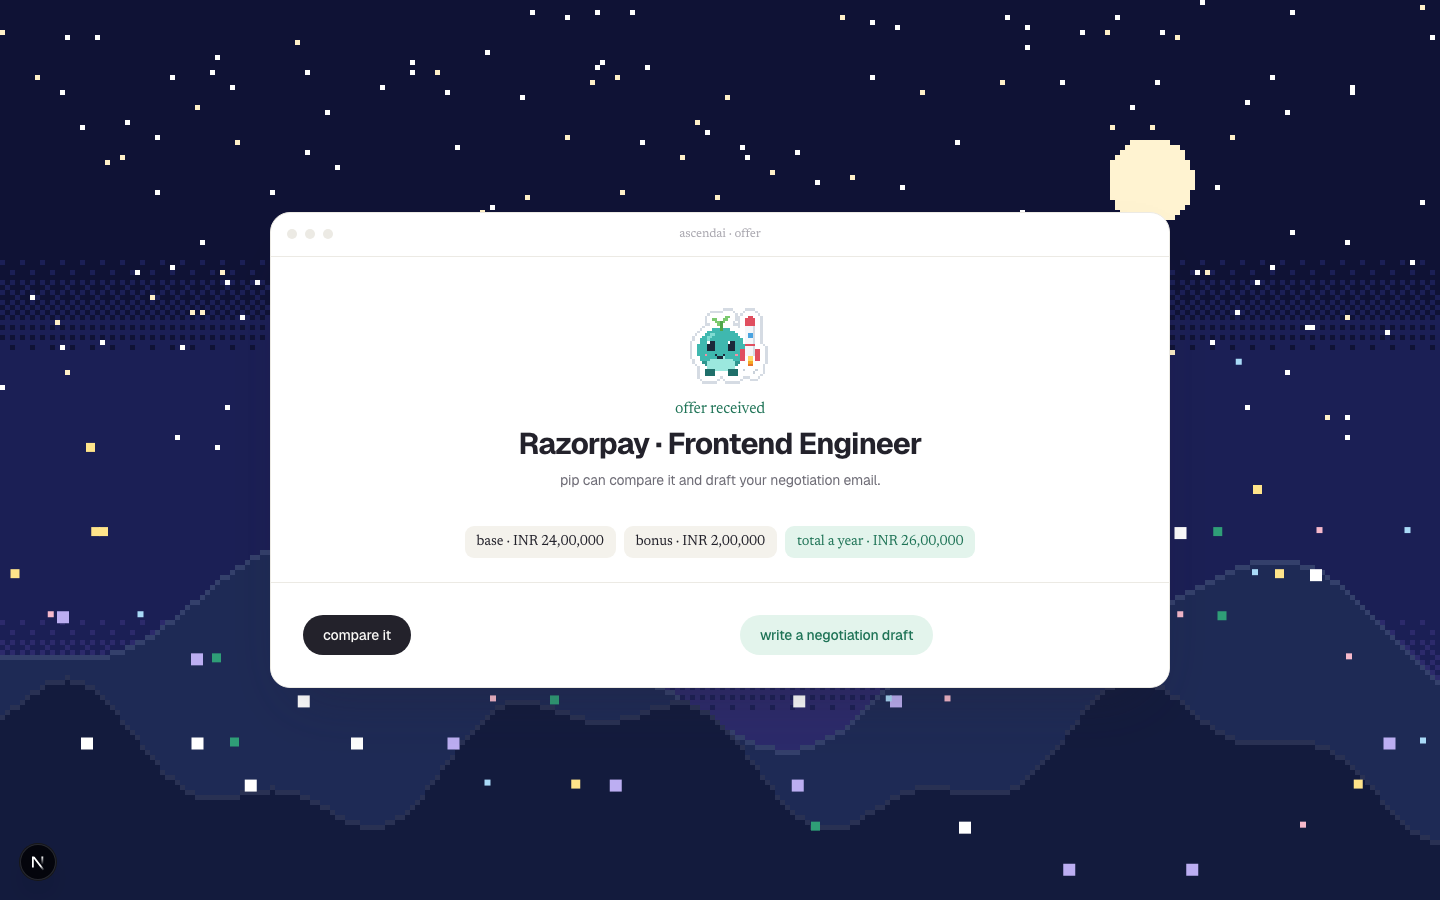 ascendai · offer
offer received
Razorpay · Frontend Engineer
pip can compare it and draft your negotiation email.
base · INR 24,00,000
bonus · INR 2,00,000
total a year · INR 26,00,000
compare it
write a negotiation draft
N